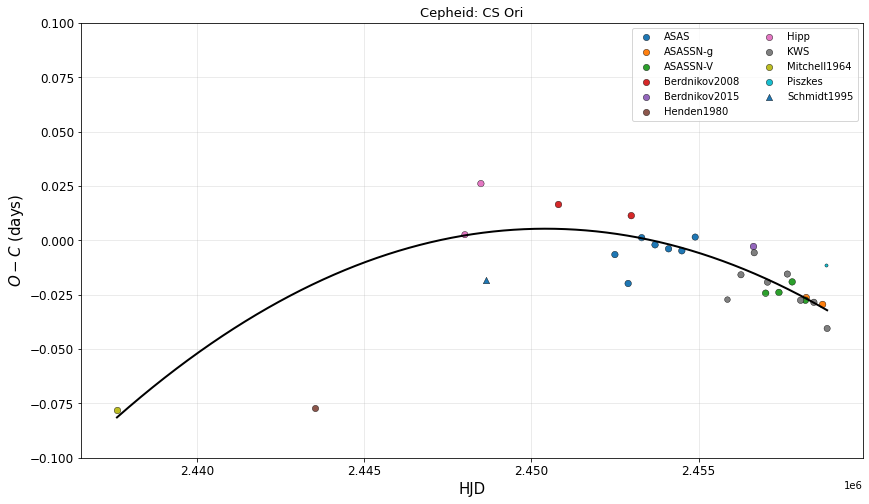 Cepheid: CS Ori
O − C (days)
0.100
0.075
0.050
0.025
0.000
−0.025
−0.050
−0.075
−0.100
ASAS
ASASSN-g
ASASSN-V
Berdnikov2008
Berdnikov2015
Henden1980
Hipp
KWS
Mitchell1964
Piszkes
Schmidt1995
2.440
2.445
2.450
2.455
1e6
HJD